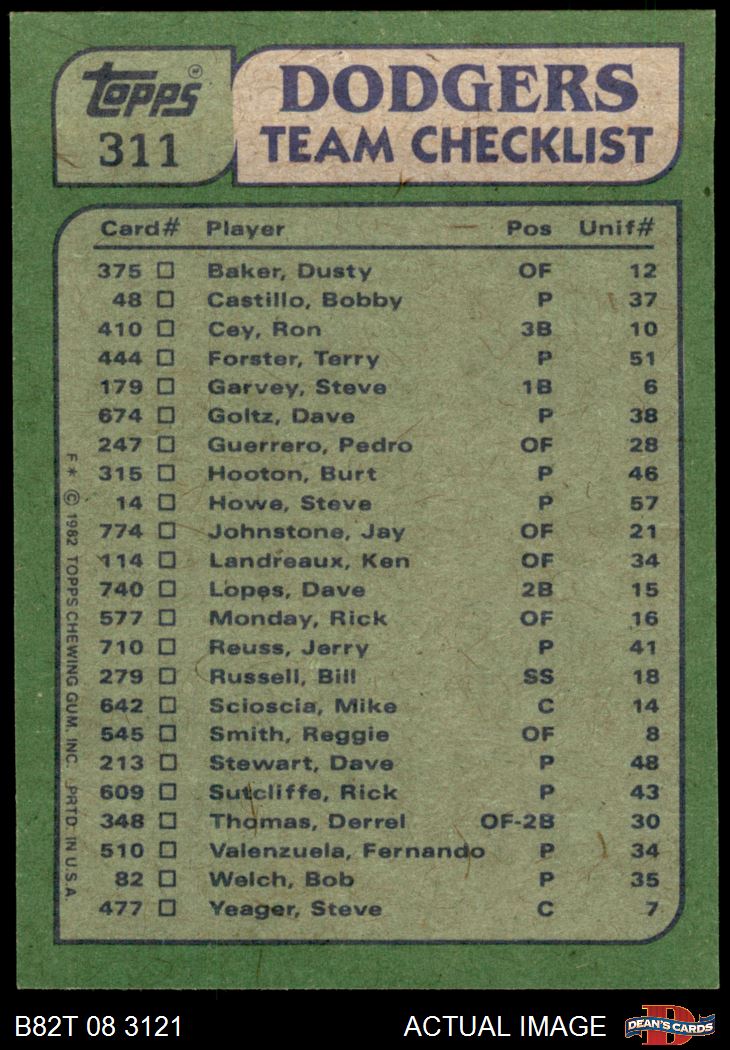 topps
311
DODGERS
TEAM CHECKLIST
Card# Player Pos Unif#
375 Baker, Dusty OF 12
48 Castillo, Bobby P 37
410 Cey, Ron 3B 10
444 Forster, Terry P 51
179 Garvey, Steve 1B 6
674 Goltz, Dave P 38
247 Guerrero, Pedro OF 28
315 Hooton, Burt P 46
14 Howe, Steve P 57
774 Johnstone, Jay OF 21
114 Landreaux, Ken OF 34
740 Lopes, Dave 2B 15
577 Monday, Rick OF 16
710 Reuss, Jerry P 41
279 Russell, Bill SS 18
642 Scioscia, Mike C 14
545 Smith, Reggie OF 8
213 Stewart, Dave P 48
609 Sutcliffe, Rick P 43
348 Thomas, Derrel OF-2B 30
510 Valenzuela, Fernando P 34
82 Welch, Bob P 35
477 Yeager, Steve C 7
F* © 1982 TOPPS CHEWING GUM, INC. PRTD. IN U.S.A
B82T 08 3121 ACTUAL IMAGE
D
DEAN'S CARDS